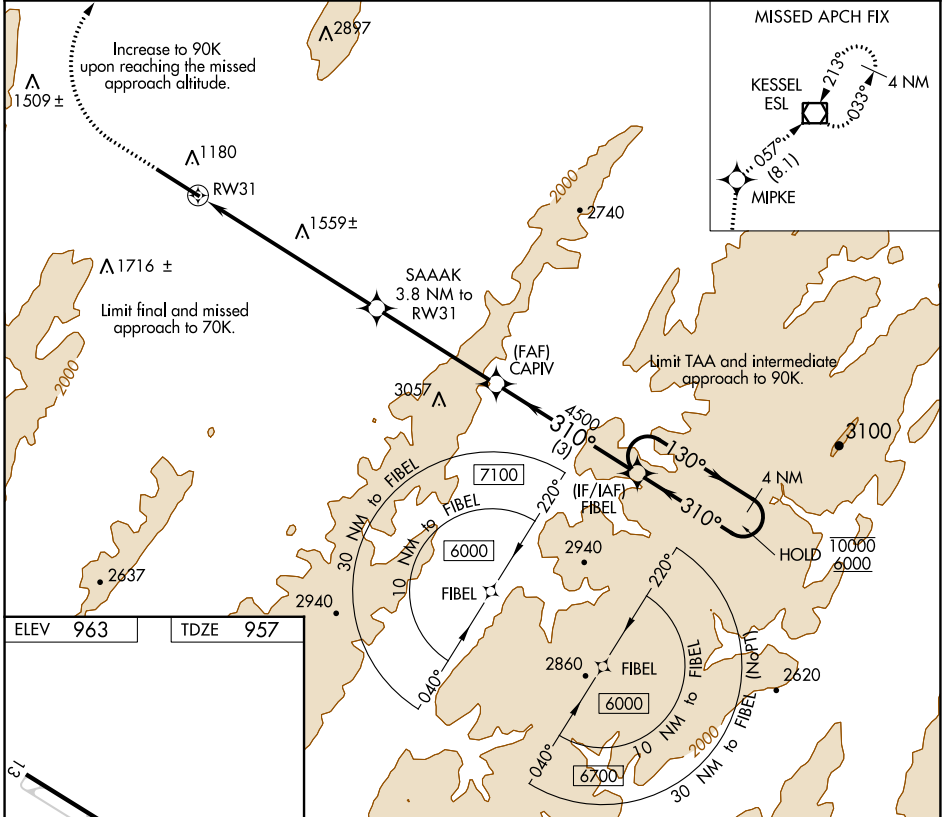 2897
MISSED APCH FIX
Increase to 90K
upon reaching the missed
approach altitude.
213°
4 NM
KESSEL
ESL
033°
1509 ±
057°
(8.1)
MIPKE
1180
RW31
2000
2740
1559 ±
1716 ±
SAAAK
3.8 NM to
RW31
Limit final and missed
approach to 70K.
(FAF)
CAPIV
Limit TAA and intermediate
approach to 90K.
2000
3057
4500
310°
(3)
130°
3100
4 NM
(IF/IAF)
FIBEL
310°
HOLD
10000
6000
7100
220°
30 NM to FIBEL
10 NM to FIBEL
6000
FIBEL
040°
2940
220°
2637
2940
ELEV 963
TDZE 957
2860
FIBEL
6000
2620
10 NM to FIBEL
30 NM to FIBEL (NoPT)
2000
040°
6700
13